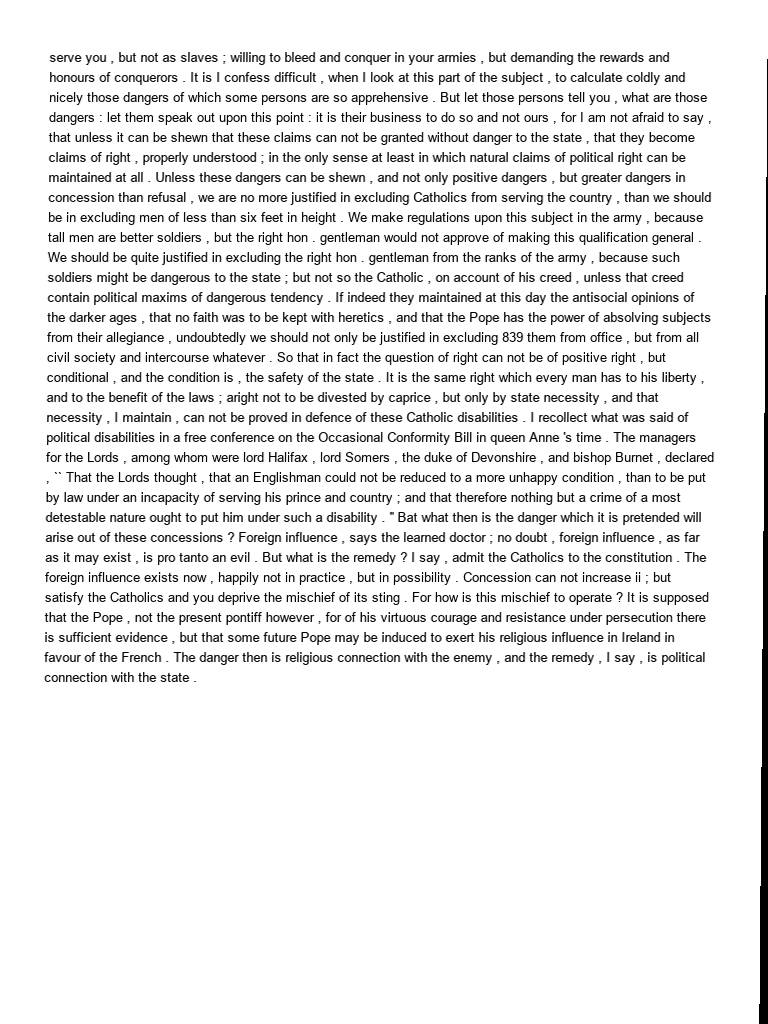 serve you , but not as slaves ; willing to bleed and conquer in your armies , but demanding the rewards and
honours of conquerors . It is I confess difficult , when I look at this part of the subject , to calculate coldly and
nicely those dangers of which some persons are so apprehensive . But let those persons tell you , what are those
dangers : let them speak out upon this point : it is their business to do so and not ours , for I am not afraid to say ,
that unless it can be shewn that these claims can not be granted without danger to the state , that they become
claims of right , properly understood ; in the only sense at least in which natural claims of political right can be
maintained at all . Unless these dangers can be shewn , and not only positive dangers , but greater dangers in
concession than refusal , we are no more justified in excluding Catholics from serving the country , than we should
be in excluding men of less than six feet in height . We make regulations upon this subject in the army , because
tall men are better soldiers , but the right hon . gentleman would not approve of making this qualification general .
We should be quite justified in excluding the right hon . gentleman from the ranks of the army , because such
soldiers might be dangerous to the state ; but not so the Catholic , on account of his creed , unless that creed
contain political maxims of dangerous tendency . If indeed they maintained at this day the antisocial opinions of
the darker ages , that no faith was to be kept with heretics , and that the Pope has the power of absolving subjects
from their allegiance , undoubtedly we should not only be justified in excluding 839 them from office , but from all
civil society and intercourse whatever . So that in fact the question of right can not be of positive right , but
conditional , and the condition is , the safety of the state . It is the same right which every man has to his liberty ,
and to the benefit of the laws ; aright not to be divested by caprice , but only by state necessity , and that
necessity , I maintain , can not be proved in defence of these Catholic disabilities . I recollect what was said of
political disabilities in a free conference on the Occasional Conformity Bill in queen Anne 's time . The managers
for the Lords , among whom were lord Halifax , lord Somers , the duke of Devonshire , and bishop Burnet , declared
, `` That the Lords thought , that an Englishman could not be reduced to a more unhappy condition , than to be put
by law under an incapacity of serving his prince and country ; and that therefore nothing but a crime of a most
detestable nature ought to put him under such a disability . " Bat what then is the danger which it is pretended will
arise out of these concessions ? Foreign influence , says the learned doctor ; no doubt , foreign influence , as far
as it may exist , is pro tanto an evil . But what is the remedy ? I say , admit the Catholics to the constitution . The
foreign influence exists now , happily not in practice , but in possibility . Concession can not increase ii ; but
satisfy the Catholics and you deprive the mischief of its sting . For how is this mischief to operate ? It is supposed
that the Pope , not the present pontiff however , for of his virtuous courage and resistance under persecution there
is sufficient evidence , but that some future Pope may be induced to exert his religious influence in Ireland in
favour of the French . The danger then is religious connection with the enemy , and the remedy , I say , is political
connection with the state .